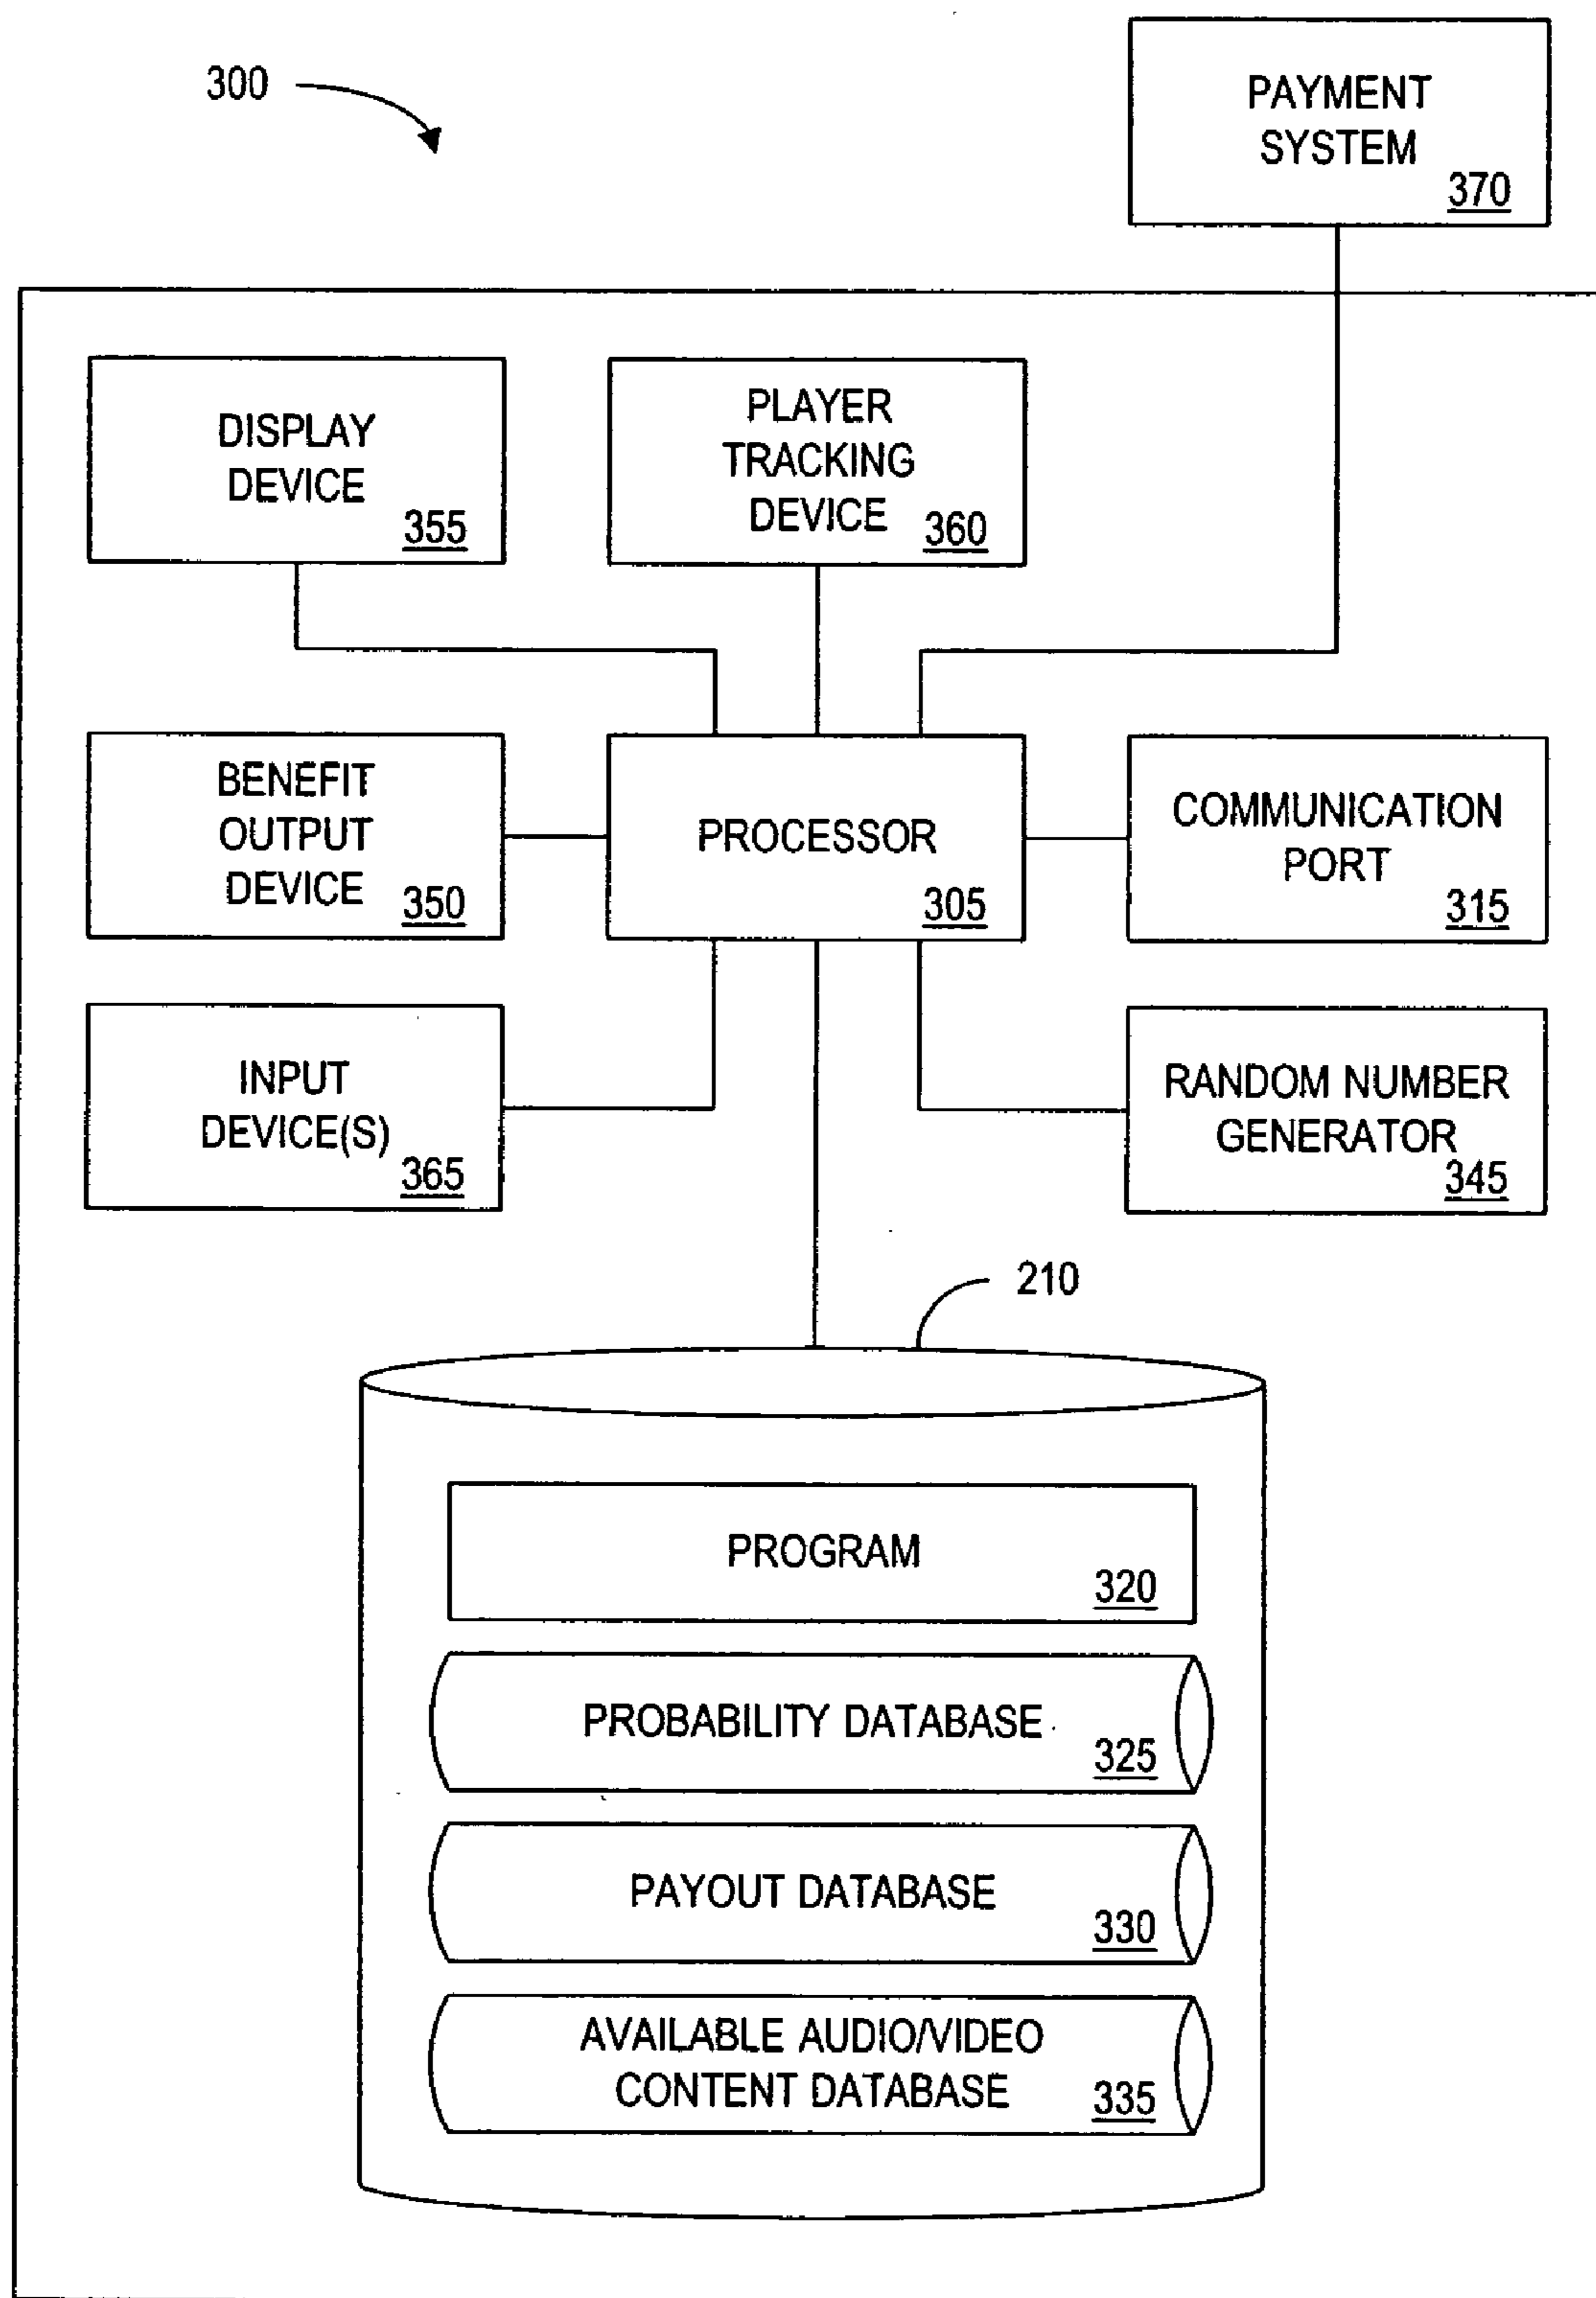 300
PAYMENT
SYSTEM
370
DISPLAY
DEVICE
355
PLAYER
TRACKING
DEVICE
360
BENEFIT
OUTPUT
DEVICE
350
PROCESSOR
305
COMMUNICATION
PORT
315
INPUT
DEVICE(S)
365
RANDOM NUMBER
GENERATOR
345
210
PROGRAM
320
PROBABILITY DATABASE
325
PAYOUT DATABASE
330
AVAILABLE AUDIO/VIDEO
CONTENT DATABASE
335